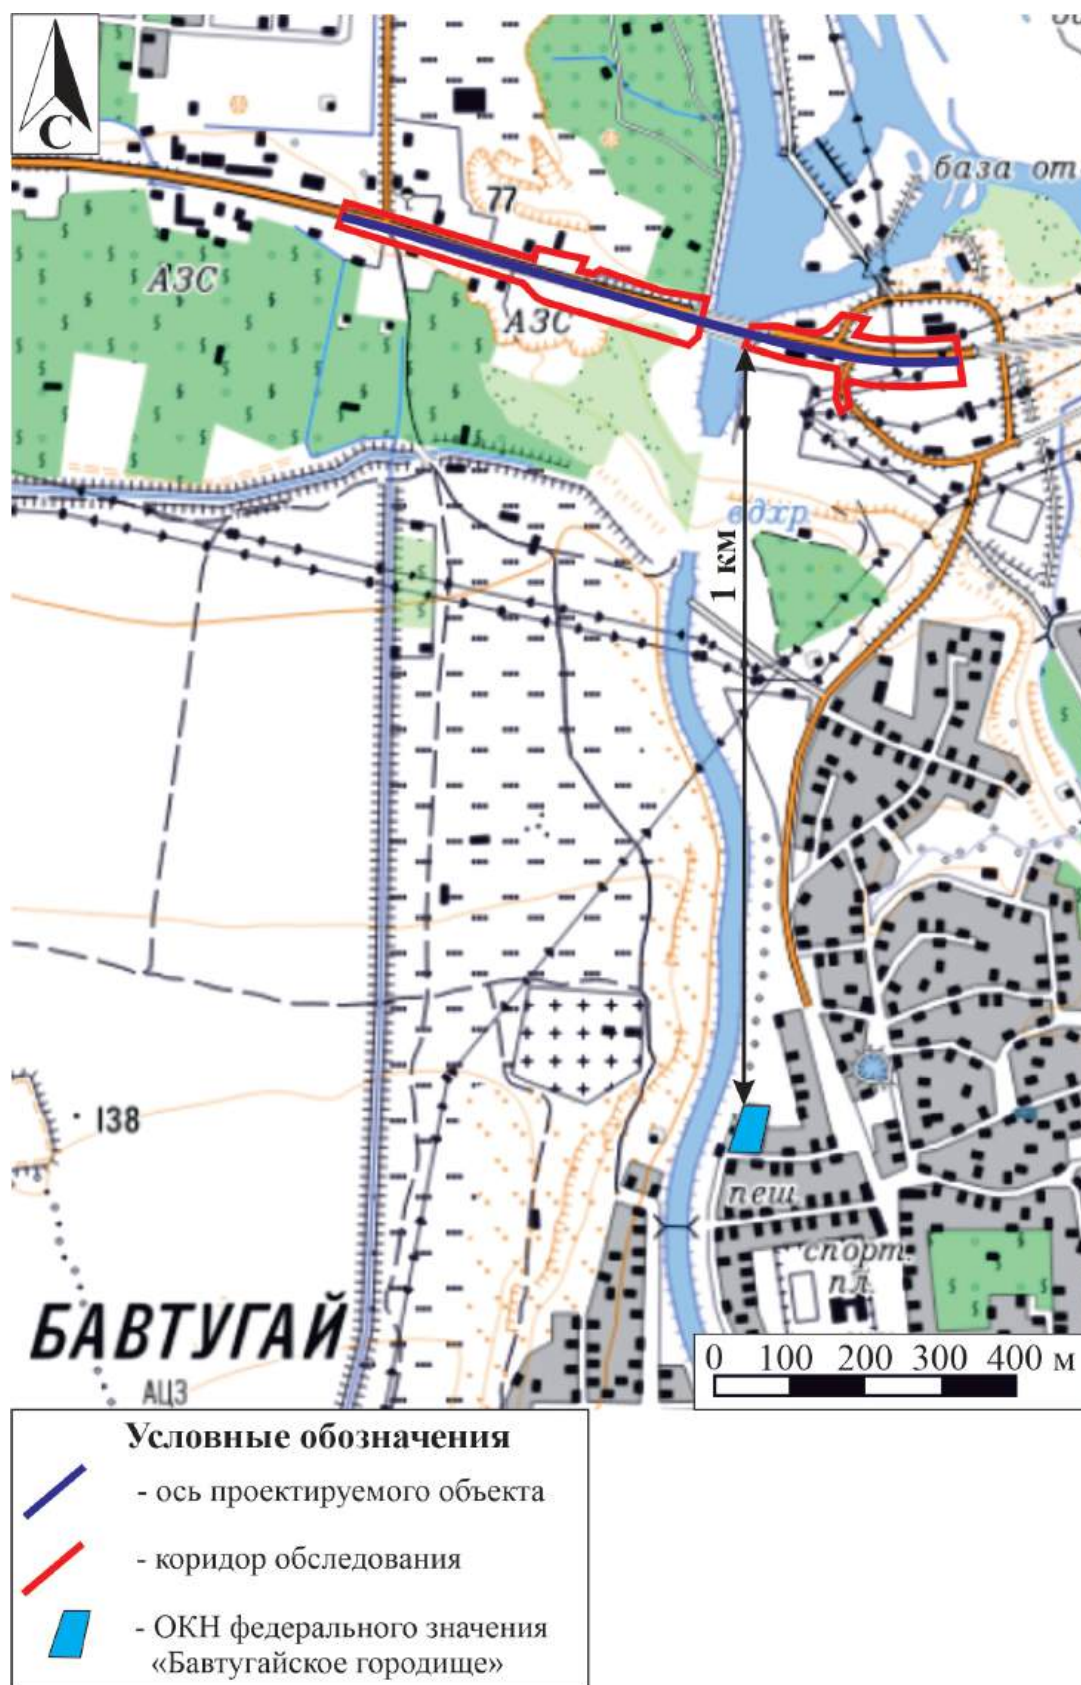 С
база от
77
АЗС
АЗС
вдхр
1 км
138
пеш.
спорт.
пл.
БАВТУГАЙ
АЦЗ
0 100 200 300 400 м
Условные обозначения
- ось проектируемого объекта
- коридор обследования
- ОКН федерального значения
«Бавтугайское городище»